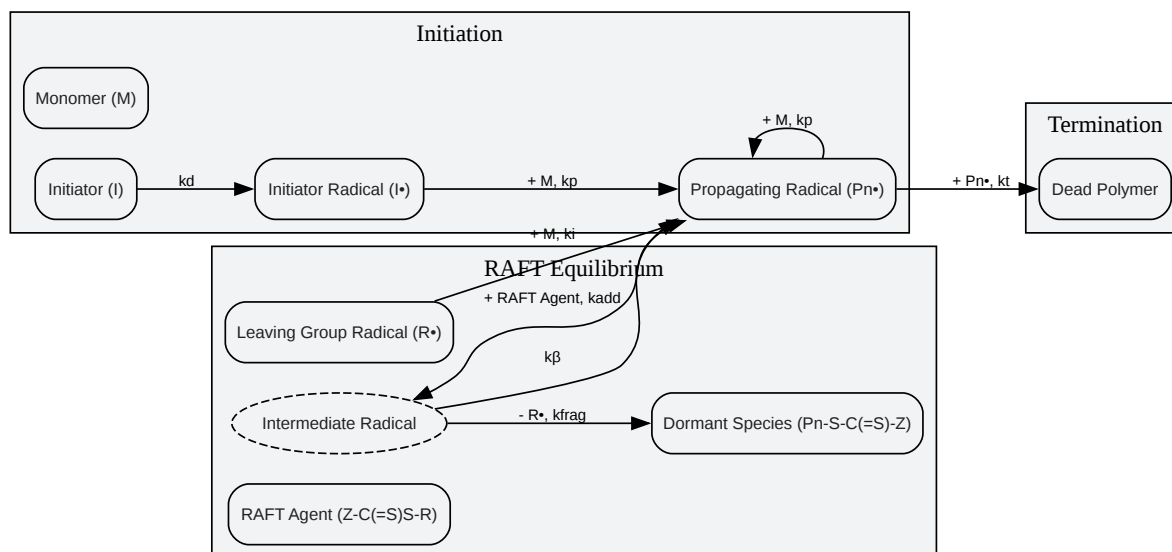 Initiation
Monomer (M)
Initiator (I)
kd
Initiator Radical (I•)
+ M, kp
+ M, kp
Propagating Radical (Pn•)
+ Pn•, kt
Termination
Dead Polymer
+ M, ki
RAFT Equilibrium
+ RAFT Agent, kadd
Leaving Group Radical (R•)
kβ
Intermediate Radical
- R•, kfrag
Dormant Species (Pn-S-C(=S)-Z)
RAFT Agent (Z-C(=S)S-R)